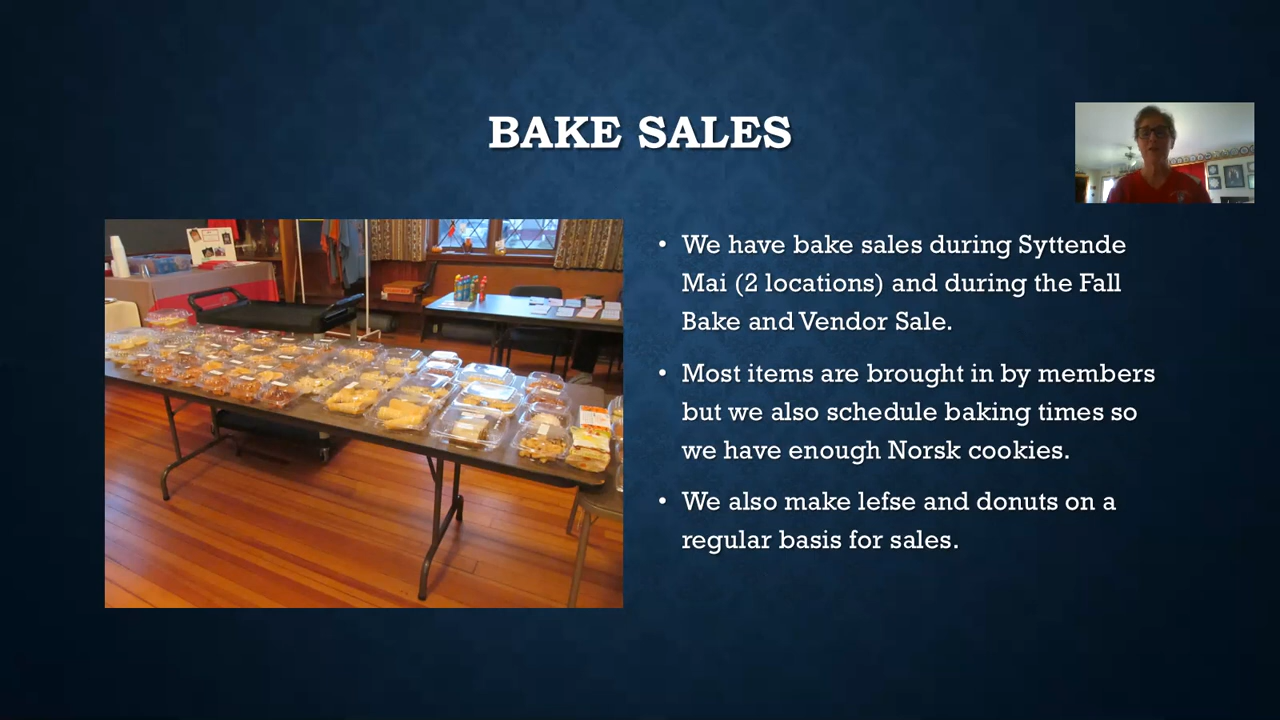 BAKE SALES
• We have bake sales during Syttende
Mai (2 locations) and during the Fall
Bake and Vendor Sale.
• Most items are brought in by members
but we also schedule baking times so
we have enough Norsk cookies.
• We also make lefse and donuts on a
regular basis for sales.